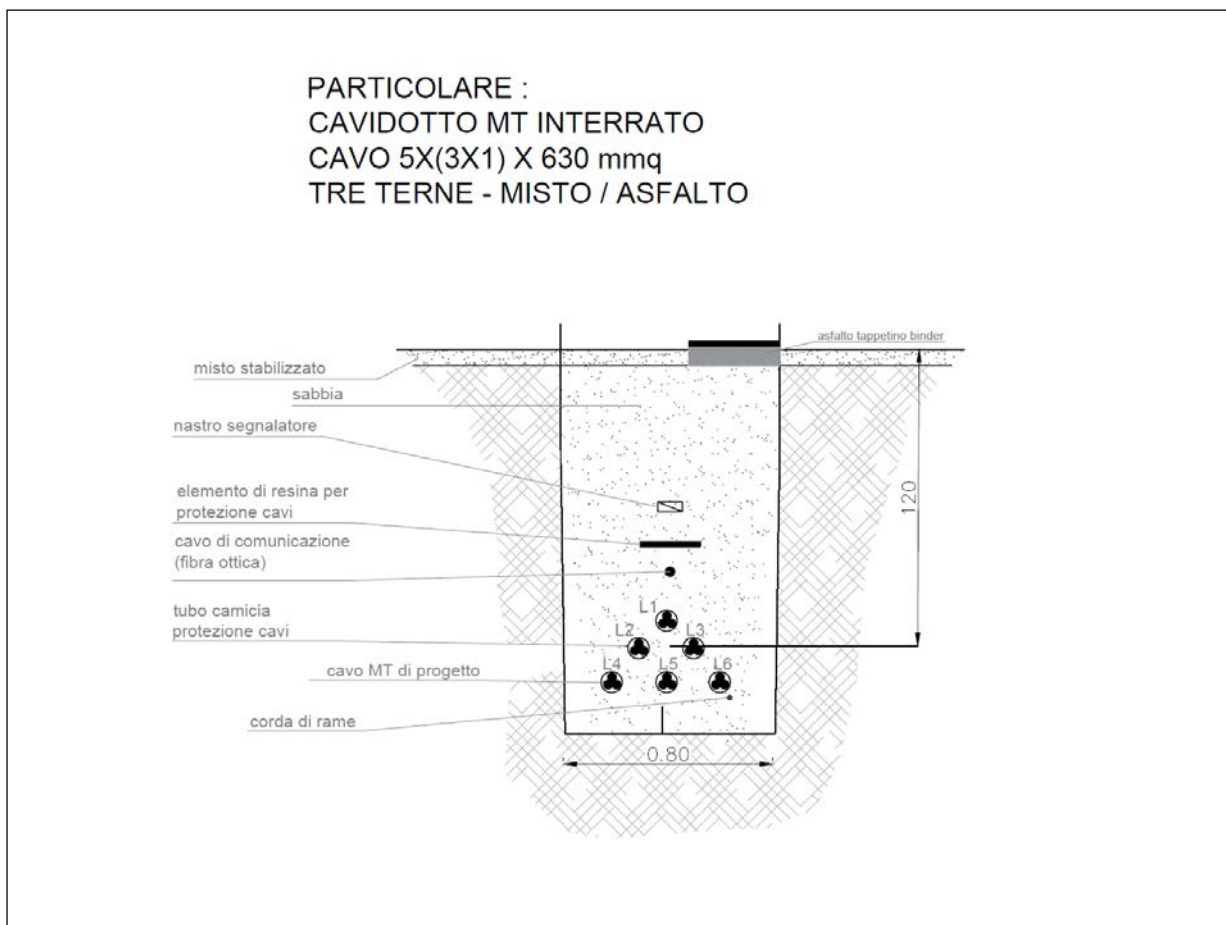 PARTICOLARE :
CAVIDOTTO MT INTERRATO
CAVO 5X(3X1) X 630 mmq
TRE TERNE - MISTO / ASFALTO
asfalto tappetino binder
misto stabilizzato
sabbia
nastro segnalatore
elemento di resina per
protezione cavi
cavo di comunicazione
(fibra ottica)
120
tubo camicia
protezione cavi
L1
L2 L3
L4 L5 L6
cavo MT di progetto
corda di rame
0.80